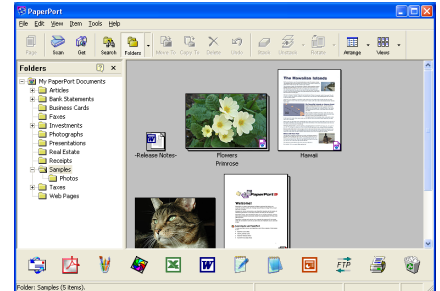 PaperPort
File Edit View Item Tools Help
Page Scan Get Search Folders Move To Copy To Delete Undo Stack Unstack Rotate Arrange Views
Folders
My PaperPort Documents
Articles
Bank Statements
Business Cards
Faxes
Investments
Photographs
Presentations
Real Estate
Receipts
Samples
Photos
Taxes
Web Pages
-Release Notes-
Flowers
Primrose
The Hawaiian Islands
Hawaii
PaperPort
Welcome!
FTP
Folder: Samples (5 items).